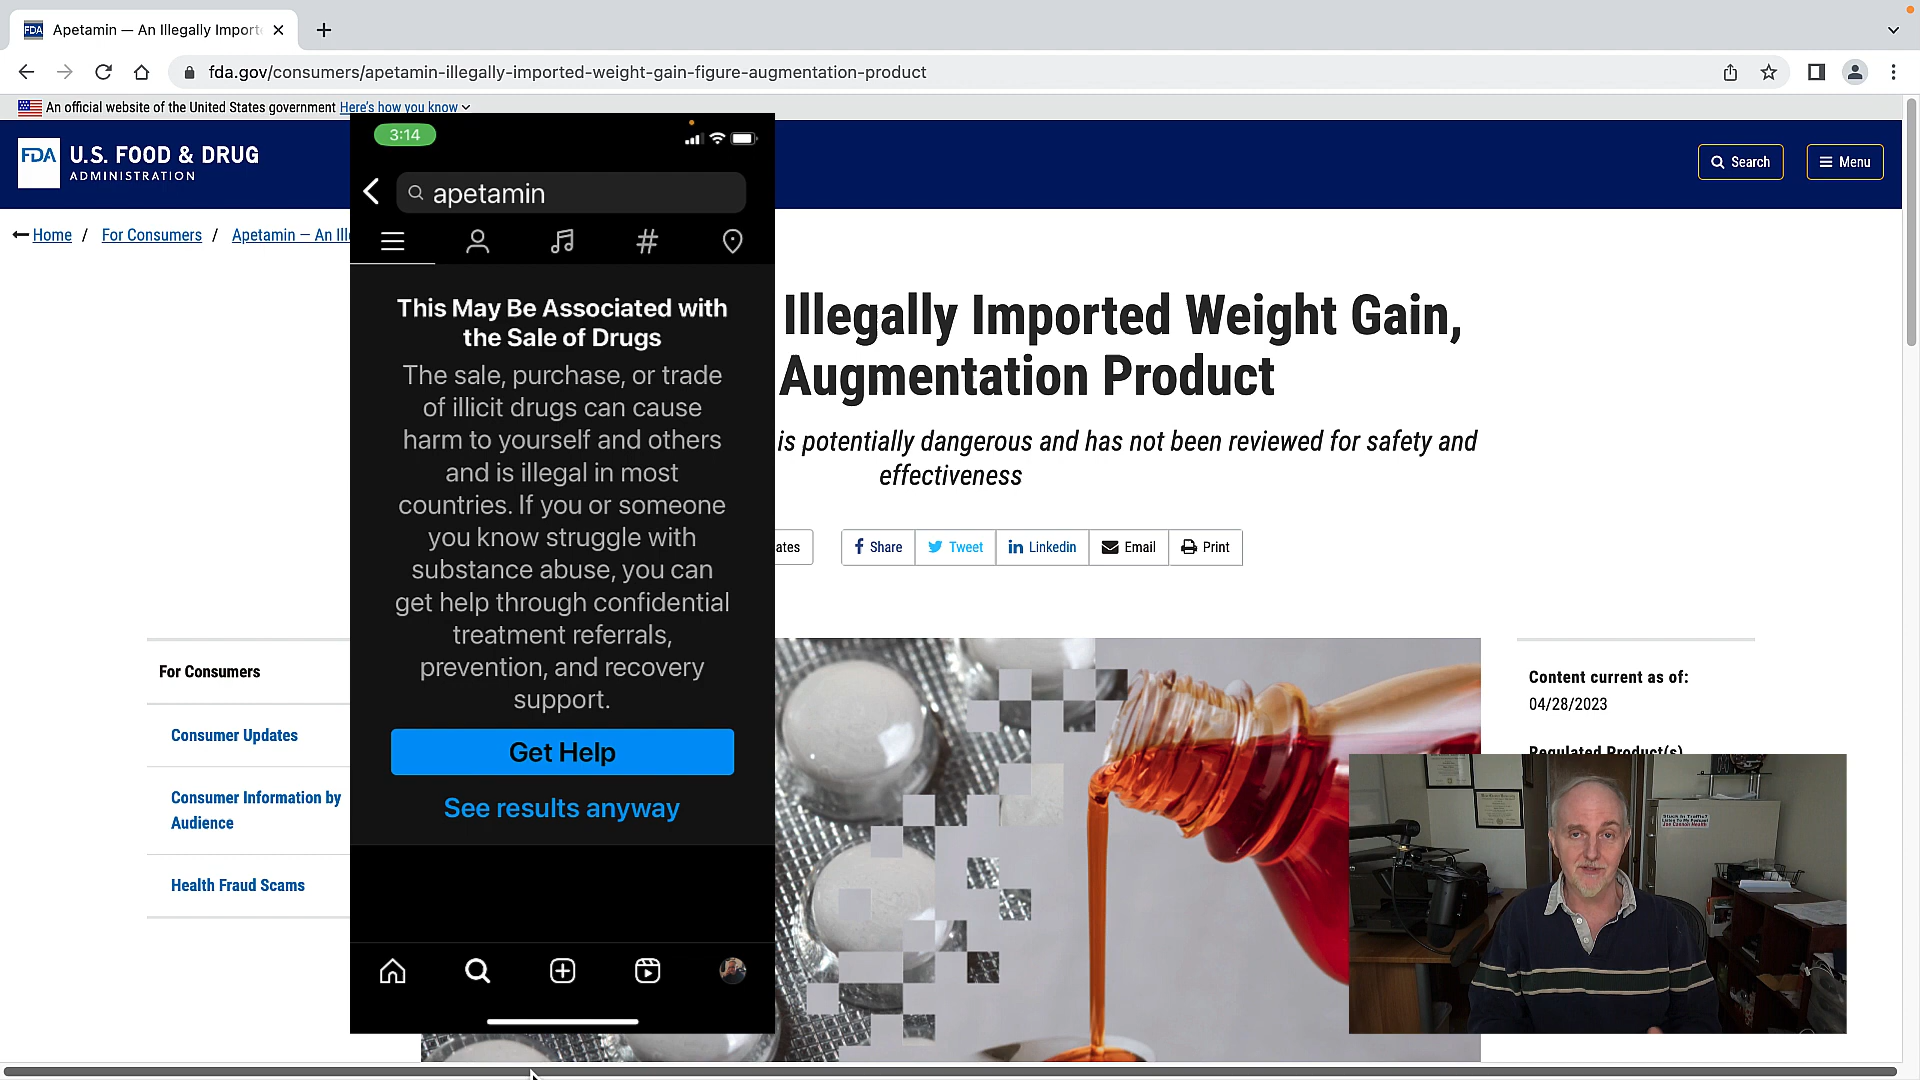 FDA
Apetamin — An Illegally Import
fda.gov/consumers/apetamin-illegally-imported-weight-gain-figure-augmentation-product
An official website of the United States government Here's how you know
FDA U.S. FOOD & DRUG
ADMINISTRATION
Search
Menu
Home / For Consumers / Apetamin — An Ill
3:14
apetamin
This May Be Associated with
the Sale of Drugs
The sale, purchase, or trade
of illicit drugs can cause
harm to yourself and others
and is illegal in most
countries. If you or someone
you know struggle with
substance abuse, you can
get help through confidential
treatment referrals,
prevention, and recovery
support.
Get Help
See results anyway
Illegally Imported Weight Gain,
Augmentation Product
is potentially dangerous and has not been reviewed for safety and
effectiveness
ates
Share
Tweet
Linkedin
Email
Print
For Consumers
Consumer Updates
Consumer Information by
Audience
Health Fraud Scams
Content current as of:
04/28/2023
Regulated Product(s)
Stuck in Traffic?